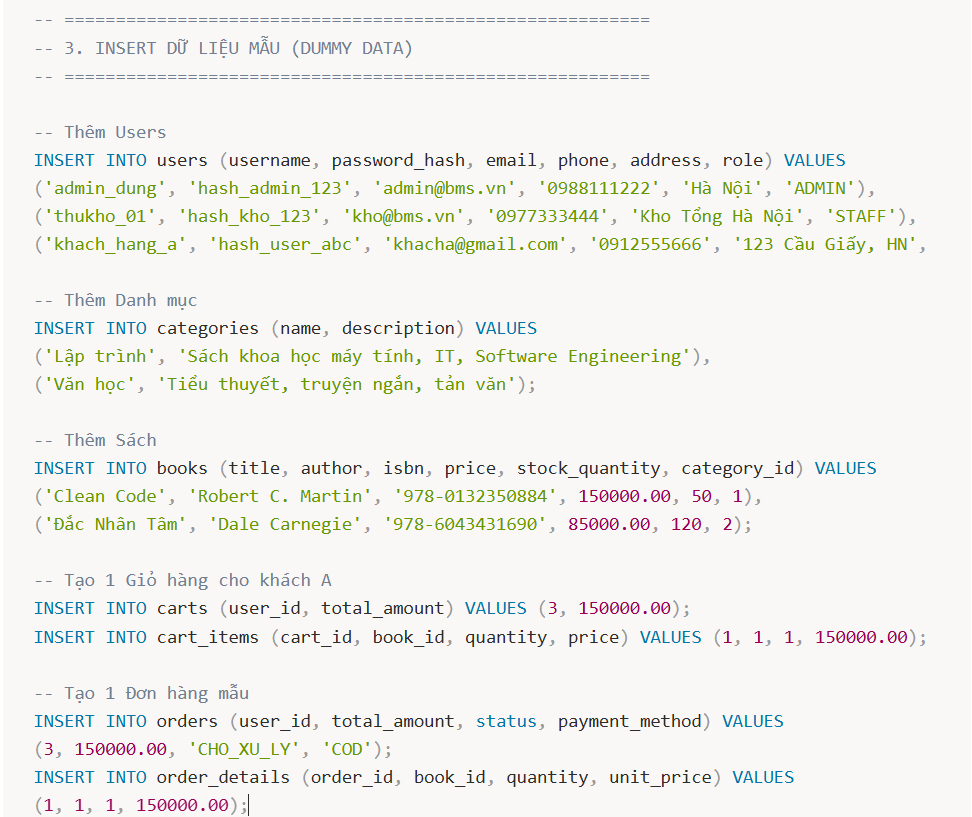 -- =========================================================
-- 3. INSERT DỮ LIỆU MẪU (DUMMY DATA)
-- =========================================================
-- Thêm Users
INSERT INTO users (username, password_hash, email, phone, address, role) VALUES
('admin_dung', 'hash_admin_123', 'admin@bms.vn', '0988111222', 'Hà Nội', 'ADMIN'),
('thukho_01', 'hash_kho_123', 'kho@bms.vn', '0977333444', 'Kho Tổng Hà Nội', 'STAFF'),
('khach_hang_a', 'hash_user_abc', 'khacha@gmail.com', '0912555666', '123 Cầu Giấy, HN',
-- Thêm Danh mục
INSERT INTO categories (name, description) VALUES
('Lập trình', 'Sách khoa học máy tính, IT, Software Engineering'),
('Văn học', 'Tiểu thuyết, truyện ngắn, tản văn');
-- Thêm Sách
INSERT INTO books (title, author, isbn, price, stock_quantity, category_id) VALUES
('Clean Code', 'Robert C. Martin', '978-0132350884', 150000.00, 50, 1),
('Đắc Nhân Tâm', 'Dale Carnegie', '978-6043431690', 85000.00, 120, 2);
-- Tạo 1 Giỏ hàng cho khách A
INSERT INTO carts (user_id, total_amount) VALUES (3, 150000.00);
INSERT INTO cart_items (cart_id, book_id, quantity, price) VALUES (1, 1, 1, 150000.00);
-- Tạo 1 Đơn hàng mẫu
INSERT INTO orders (user_id, total_amount, status, payment_method) VALUES
(3, 150000.00, 'CHO_XU_LY', 'COD');
INSERT INTO order_details (order_id, book_id, quantity, unit_price) VALUES
(1, 1, 1, 150000.00);